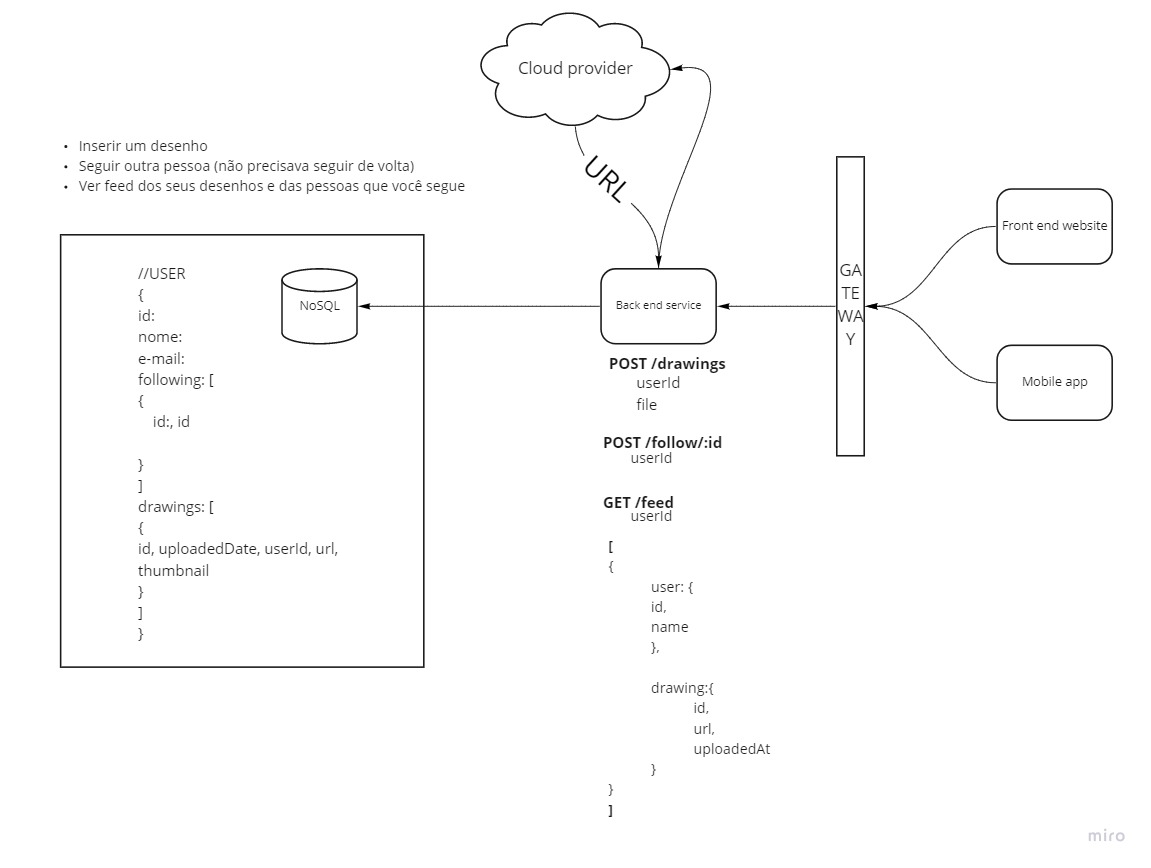 Cloud provider
URL
• Inserir um desenho
• Seguir outra pessoa (não precisava seguir de volta)
• Ver feed dos seus desenhos e das pessoas que você segue
//USER
{
id:
nome:
e-mail:
following: [
{
id:, id
}
]
drawings: [
{
id, uploadedDate, userId, url,
thumbnail
}
]
}
NoSQL
Back end service
POST /drawings
userId
file
POST /follow/:id
userId
GET /feed
userId
[
{
user: {
id,
name
},
drawing:{
id,
url,
uploadedAt
}
}
]
GA
TE
WA
Y
Front end website
Mobile app
miro